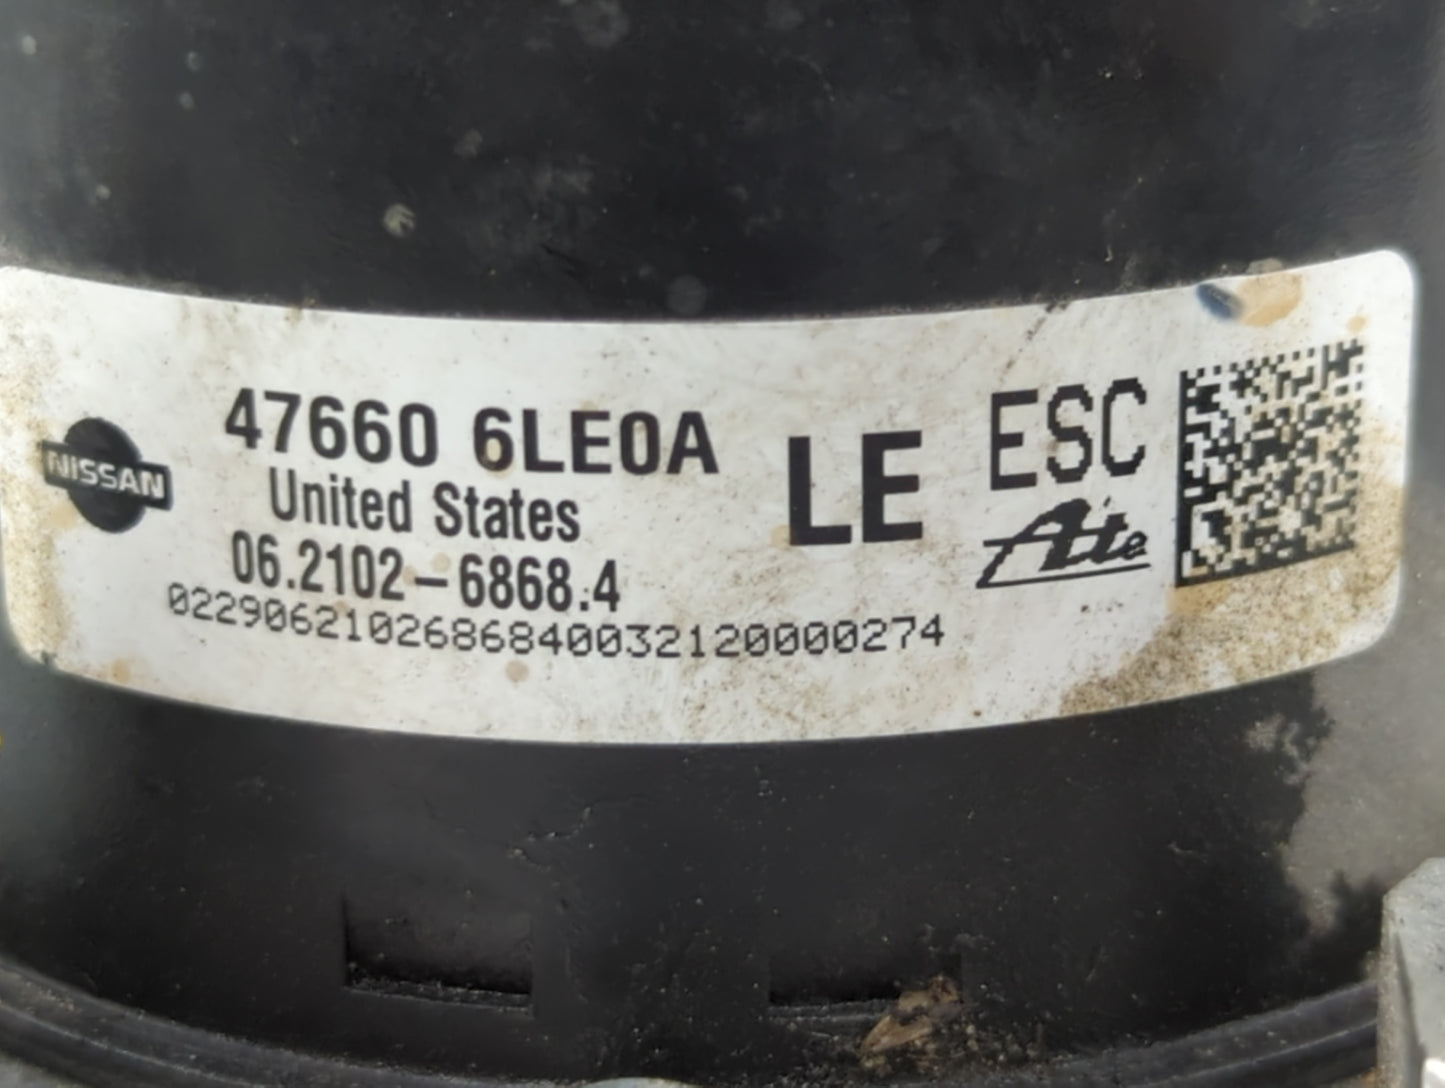 NISSAN
47660 6LE0A
United States
06.2102-6868.4
0229062102686840032120000274
LE
ESC
Ate